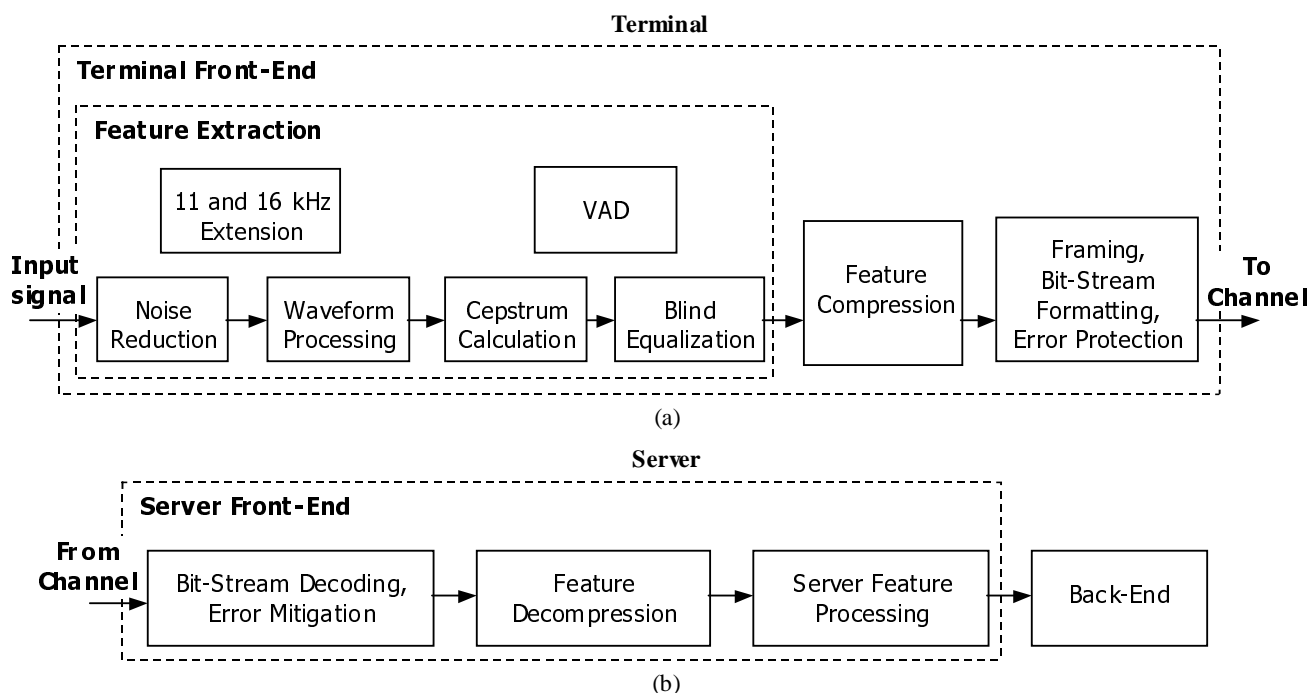 Terminal
Terminal Front-End
Feature Extraction
11 and 16 kHz
Extension
VAD
Input
signal
Noise
Reduction
Waveform
Processing
Cepstrum
Calculation
Blind
Equalization
Feature
Compression
Framing,
Bit-Stream
Formatting,
Error Protection
To
Channel
(a)
Server
Server Front-End
From
Channel
Bit-Stream Decoding,
Error Mitigation
Feature
Decompression
Server Feature
Processing
Back-End
(b)